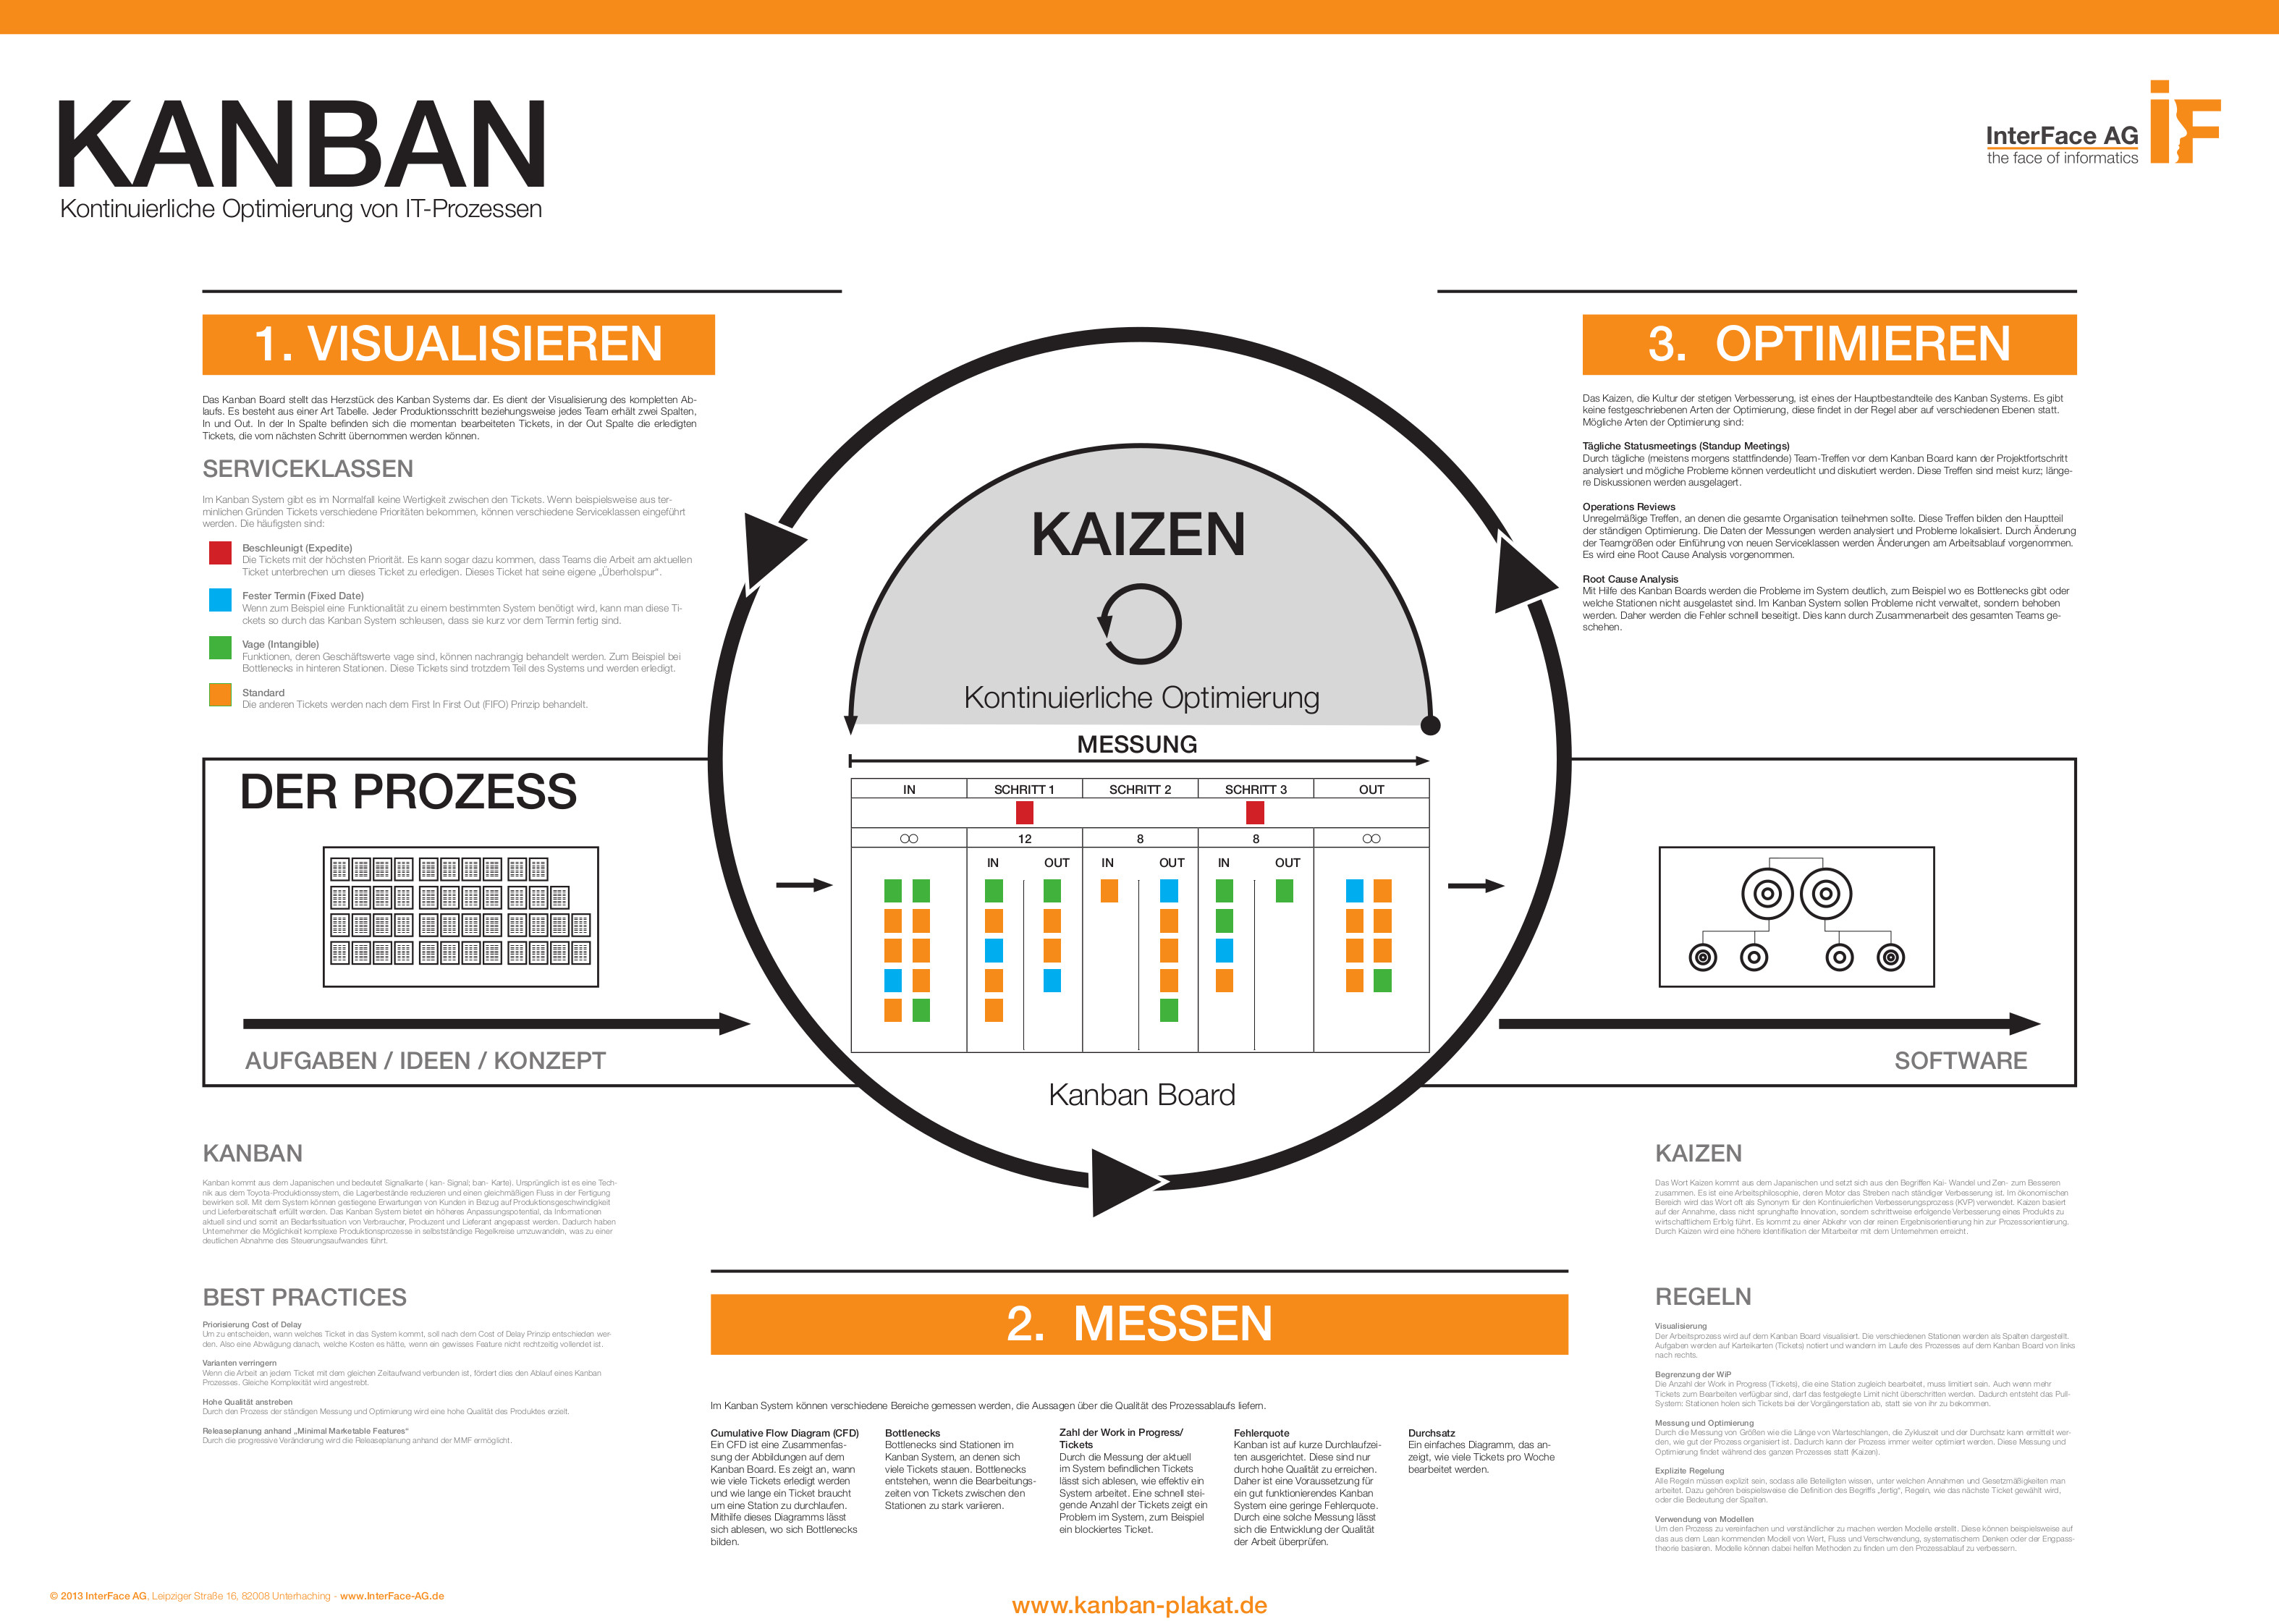 KANBAN
Kontinuierliche Optimierung von IT-Prozessen
InterFace AG
the face of informatics
iF
1. VISUALISIEREN
Das Kanban Board stellt das Herzstück des Kanban Systems dar. Es dient der Visualisierung des kompletten Ab-
laufs. Es besteht aus einer Art Tabelle. Jeder Produktionsschritt beziehungsweise jedes Team erhält zwei Spalten,
In und Out. In der In Spalte befinden sich die momentan bearbeiteten Tickets, in der Out Spalte die erledigten
Tickets, die vom nächsten Schritt übernommen werden können.
SERVICEKLASSEN
Im Kanban System gibt es im Normalfall keine Wertigkeit zwischen den Tickets. Wenn beispielsweise aus ter-
minlichen Gründen Tickets verschiedene Prioritäten bekommen, können verschiedene Serviceklassen eingeführt
werden. Die häufigsten sind:
Beschleunigt (Expedite)
Die Tickets mit der höchsten Priorität. Es kann sogar dazu kommen, dass Teams die Arbeit am aktuellen
Ticket unterbrechen um dieses Ticket zu erledigen. Dieses Ticket hat seine eigene „Überholspur“.
Fester Termin (Fixed Date)
Wenn zum Beispiel eine Funktionalität zu einem bestimmten System benötigt wird, kann man diese Ti-
ckets so durch das Kanban System schleusen, dass sie kurz vor dem Termin fertig sind.
Vage (Intangible)
Funktionen, deren Geschäftswerte vage sind, können nachrangig behandelt werden. Zum Beispiel bei
Bottlenecks in hinteren Stationen. Diese Tickets sind trotzdem Teil des Systems und werden erledigt.
Standard
Die anderen Tickets werden nach dem First In First Out (FIFO) Prinzip behandelt.
3. OPTIMIEREN
Das Kaizen, die Kultur der stetigen Verbesserung, ist eines der Hauptbestandteile des Kanban Systems. Es gibt
keine festgeschriebenen Arten der Optimierung, diese findet in der Regel aber auf verschiedenen Ebenen statt.
Mögliche Arten der Optimierung sind:
Tägliche Statusmeetings (Standup Meetings)
Durch tägliche (meistens morgens stattfindende) Team-Treffen vor dem Kanban Board kann der Projektfortschritt
analysiert und mögliche Probleme können verdeutlicht und diskutiert werden. Diese Treffen sind meist kurz; länge-
re Diskussionen werden ausgelagert.
Operations Reviews
Unregelmäßige Treffen, an denen die gesamte Organisation teilnehmen sollte. Diese Treffen bilden den Hauptteil
der ständigen Optimierung. Die Daten der Messungen werden analysiert und Probleme lokalisiert. Durch Änderung
der Teamgrößen oder Einführung von neuen Serviceklassen werden Änderungen am Arbeitsablauf vorgenommen.
Es wird eine Root Cause Analysis vorgenommen.
Root Cause Analysis
Mit Hilfe des Kanban Boards werden die Probleme im System deutlich, zum Beispiel wo es Bottlenecks gibt oder
welche Stationen nicht ausgelastet sind. Im Kanban System sollen Probleme nicht verwaltet, sondern behoben
werden. Daher werden die Fehler schnell beseitigt. Dies kann durch Zusammenarbeit des gesamten Teams ge-
schehen.
KAIZEN
Kontinuierliche Optimierung
MESSUNG
IN SCHRITT 1 SCHRITT 2 SCHRITT 3 OUT
∞ 12 8 8 ∞
IN OUT IN OUT IN OUT
Kanban Board
DER PROZESS
AUFGABEN / IDEEN / KONZEPT
SOFTWARE
KANBAN
Kanban kommt aus dem Japanischen und bedeutet Signalkarte ( kan- Signal; ban- Karte). Ursprünglich ist es eine Tech-
nik aus dem Toyota-Produktionssystem, die Lagerbestände reduzieren und einen gleichmäßigen Fluss in der Fertigung
bewirken soll. Mit dem System können gestiegene Erwartungen von Kunden in Bezug auf Produktionsgeschwindigkeit
und Lieferbereitschaft erfüllt werden. Das Kanban System bietet ein höheres Anpassungspotential, da Informationen
aktuell sind und somit an Bedarfssituation von Verbraucher, Produzent und Lieferant angepasst werden. Dadurch haben
Unternehmer die Möglichkeit komplexe Produktionsprozesse in selbstständige Regelkreise umzuwandeln, was zu einer
deutlichen Abnahme des Steuerungsaufwandes führt.
BEST PRACTICES
Priorisierung Cost of Delay
Um zu entscheiden, wann welches Ticket in das System kommt, soll nach dem Cost of Delay Prinzip entschieden wer-
den. Also eine Abwägung danach, welche Kosten es hätte, wenn ein gewisses Feature nicht rechtzeitig vollendet ist.
Varianten verringern
Wenn die Arbeit an jedem Ticket mit dem gleichen Zeitaufwand verbunden ist, fördert dies den Ablauf eines Kanban
Prozesses. Gleiche Komplexität wird angestrebt.
Hohe Qualität anstreben
Durch den Prozess der ständigen Messung und Optimierung wird eine hohe Qualität des Produktes erzielt.
Releaseplanung anhand „Minimal Marketable Features“
Durch die progressive Veränderung wird die Releaseplanung anhand der MMF ermöglicht.
2. MESSEN
Im Kanban System können verschiedene Bereiche gemessen werden, die Aussagen über die Qualität des Prozessablaufs liefern.
Cumulative Flow Diagram (CFD)
Ein CFD ist eine Zusammenfas-
sung der Abbildungen auf dem
Kanban Board. Es zeigt an, wann
wie viele Tickets erledigt werden
und wie lange ein Ticket braucht
um eine Station zu durchlaufen.
Mithilfe dieses Diagramms lässt
sich ablesen, wo sich Bottlenecks
bilden.
Bottlenecks
Bottlenecks sind Stationen im
Kanban System, an denen sich
viele Tickets stauen. Bottlenecks
entstehen, wenn die Bearbeitungs-
zeiten von Tickets zwischen den
Stationen zu stark variieren.
Zahl der Work in Progress/
Tickets
Durch die Messung der aktuell
im System befindlichen Tickets
lässt sich ablesen, wie effektiv ein
System arbeitet. Eine schnell stei-
gende Anzahl der Tickets zeigt ein
Problem im System, zum Beispiel
ein blockiertes Ticket.
Fehlerquote
Kanban ist auf kurze Durchlaufzei-
ten ausgerichtet. Diese sind nur
durch hohe Qualität zu erreichen.
Daher ist eine Voraussetzung für
ein gut funktionierendes Kanban
System eine geringe Fehlerquote.
Durch eine solche Messung lässt
sich die Entwicklung der Qualität
der Arbeit überprüfen.
Durchsatz
Ein einfaches Diagramm, das an-
zeigt, wie viele Tickets pro Woche
bearbeitet werden.
KAIZEN
Das Wort Kaizen kommt aus dem Japanischen und setzt sich aus den Begriffen Kai- Wandel und Zen- zum Besseren
zusammen. Es ist eine Arbeitsphilosophie, deren Motor das Streben nach ständiger Verbesserung ist. Im ökonomischen
Bereich wird das Wort oft als Synonym für den Kontinuierlichen Verbesserungsprozess (KVP) verwendet. Kaizen basiert
auf der Annahme, dass nicht sprunghafte Innovation, sondern schrittweise erfolgende Verbesserung eines Produkts zu
wirtschaftlichem Erfolg führt. Es kommt zu einer Abkehr von der reinen Ergebnisorientierung hin zur Prozessorientierung.
Durch Kaizen wird eine höhere Identifikation der Mitarbeiter mit dem Unternehmen erreicht.
REGELN
Visualisierung
Der Arbeitsprozess wird auf dem Kanban Board visualisiert. Die verschiedenen Stationen werden als Spalten dargestellt.
Aufgaben werden auf Karteikarten (Tickets) notiert und wandern im Laufe des Prozesses auf dem Kanban Board von links
nach rechts.
Begrenzung der WiP
Die Anzahl der Work in Progress (Tickets), die eine Station zugleich bearbeitet, muss limitiert sein. Auch wenn mehr
Tickets zum Bearbeiten verfügbar sind, darf das festgelegte Limit nicht überschritten werden. Dadurch entsteht das Pull-
System: Stationen holen sich Tickets bei der Vorgängerstation ab, statt sie von ihr zu bekommen.
Messung und Optimierung
Durch die Messung von Größen wie die Länge von Warteschlangen, die Zykluszeit und der Durchsatz kann ermittelt wer-
den, wie gut der Prozess organisiert ist. Dadurch kann der Prozess immer weiter optimiert werden. Diese Messung und
Optimierung findet während des ganzen Prozesses statt (Kaizen).
Explizite Regelung
Alle Regeln müssen explizit sein, sodass alle Beteiligten wissen, unter welchen Annahmen und Gesetzmäßigkeiten man
arbeitet. Dazu gehören beispielsweise die Definition des Begriffs „fertig“, Regeln, wie das nächste Ticket gewählt wird,
oder die Bedeutung der Spalten.
Verwendung von Modellen
Um den Prozess zu vereinfachen und verständlicher zu machen werden Modelle erstellt. Diese können beispielsweise auf
das aus dem Lean kommenden Modell von Wert, Fluss und Verschwendung, systematischem Denken oder der Engpass-
theorie basieren. Modelle können dabei helfen Methoden zu finden um den Prozessablauf zu verbessern.
© 2013 InterFace AG, Leipziger Straße 16, 82008 Unterhaching - www.InterFace-AG.de
www.kanban-plakat.de